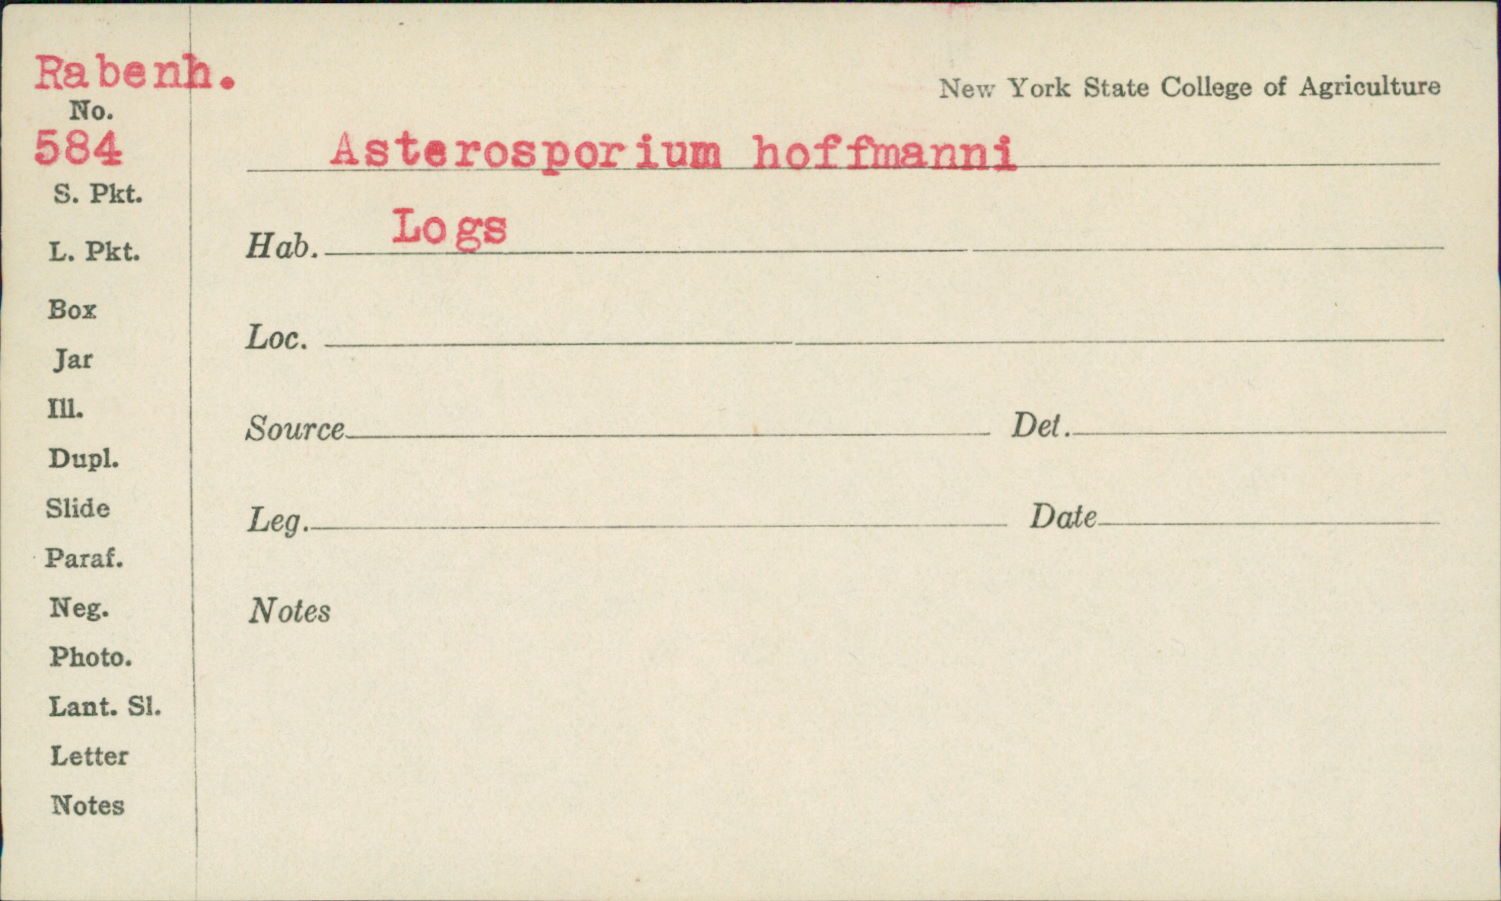 Rabenh.
No.
584
S. Pkt.
L. Pkt.
Box
Jar
Ill.
Dupl.
Slide
Paraf.
Neg.
Photo.
Lant. Sl.
Letter
Notes
New York State College of Agriculture
Asterosporium hoffmanni
Hab. Logs
Loc.
Source Det.
Leg. Date
Notes